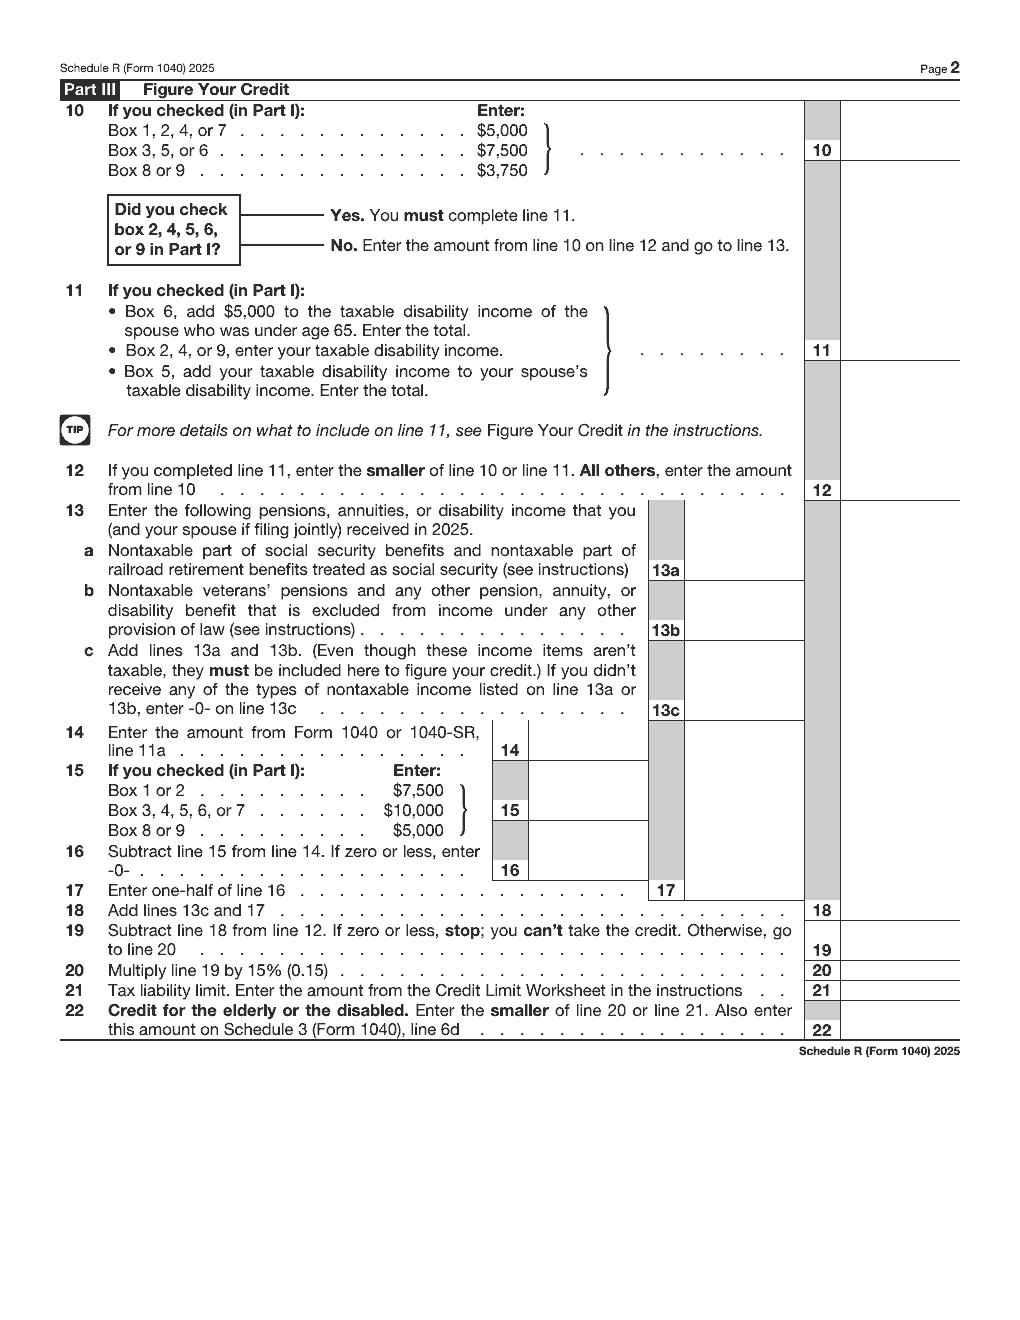 Schedule R (Form 1040) 2025 Page 2
Part III Figure Your Credit
10 If you checked (in Part I): Enter:
Box 1, 2, 4, or 7 . . . . . . . . . . . . $5,000
Box 3, 5, or 6 . . . . . . . . . . . . . $7,500 . . . . . . . . . . . 10
Box 8 or 9 . . . . . . . . . . . . . . $3,750
Did you check
box 2, 4, 5, 6,
or 9 in Part I?
Yes. You must complete line 11.
No. Enter the amount from line 10 on line 12 and go to line 13.
11 If you checked (in Part I):
• Box 6, add $5,000 to the taxable disability income of the
spouse who was under age 65. Enter the total.
• Box 2, 4, or 9, enter your taxable disability income. . . . . . . . . 11
• Box 5, add your taxable disability income to your spouse's
taxable disability income. Enter the total.
TIP For more details on what to include on line 11, see Figure Your Credit in the instructions.
12 If you completed line 11, enter the smaller of line 10 or line 11. All others, enter the amount
from line 10 . . . . . . . . . . . . . . . . . . . . . . . . . . . . . 12
13 Enter the following pensions, annuities, or disability income that you
(and your spouse if filing jointly) received in 2025.
a Nontaxable part of social security benefits and nontaxable part of
railroad retirement benefits treated as social security (see instructions) 13a
b Nontaxable veterans' pensions and any other pension, annuity, or
disability benefit that is excluded from income under any other
provision of law (see instructions) . . . . . . . . . . . . . . 13b
c Add lines 13a and 13b. (Even though these income items aren't
taxable, they must be included here to figure your credit.) If you didn't
receive any of the types of nontaxable income listed on line 13a or
13b, enter -0- on line 13c . . . . . . . . . . . . . . . . 13c
14 Enter the amount from Form 1040 or 1040-SR,
line 11a . . . . . . . . . . . . . . . 14
15 If you checked (in Part I): Enter:
Box 1 or 2 . . . . . . . . . $7,500
Box 3, 4, 5, 6, or 7 . . . . . . $10,000 15
Box 8 or 9 . . . . . . . . . $5,000
16 Subtract line 15 from line 14. If zero or less, enter
-0- . . . . . . . . . . . . . . . . . 16
17 Enter one-half of line 16 . . . . . . . . . . . . . . . . . 17
18 Add lines 13c and 17 . . . . . . . . . . . . . . . . . . . . . . . . . . 18
19 Subtract line 18 from line 12. If zero or less, stop; you can't take the credit. Otherwise, go
to line 20 . . . . . . . . . . . . . . . . . . . . . . . . . . . . . . 19
20 Multiply line 19 by 15% (0.15) . . . . . . . . . . . . . . . . . . . . . . . 20
21 Tax liability limit. Enter the amount from the Credit Limit Worksheet in the instructions . . 21
22 Credit for the elderly or the disabled. Enter the smaller of line 20 or line 21. Also enter
this amount on Schedule 3 (Form 1040), line 6d . . . . . . . . . . . . . . . . 22
Schedule R (Form 1040) 2025